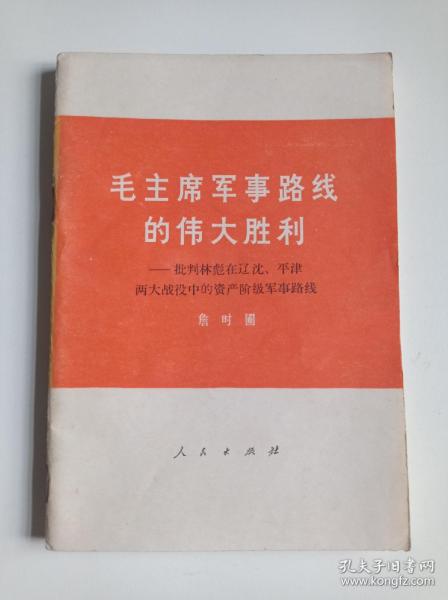 毛主席军事路线
的伟大胜利
——批判林彪在辽沈、平津
两大战役中的资产阶级军事路线
詹时圃
人民出版社
孔夫子旧书网
www.kongfz.com